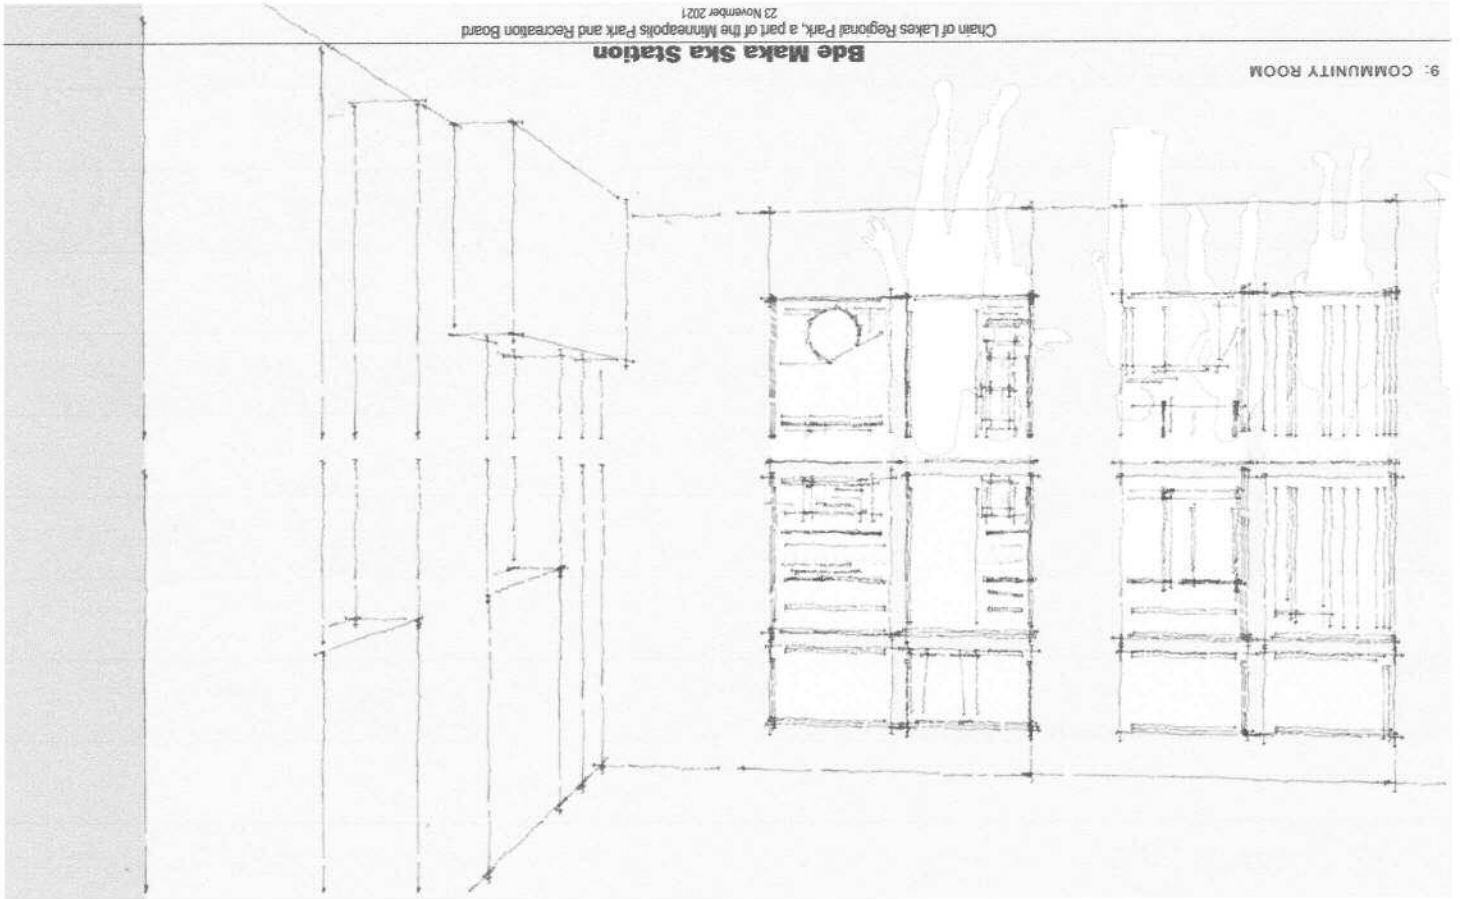 9: COMMUNITY ROOM
Bde Maka Ska Station
Chain of Lakes Regional Park, a part of the Minneapolis Park and Recreation Board
23 November 2021